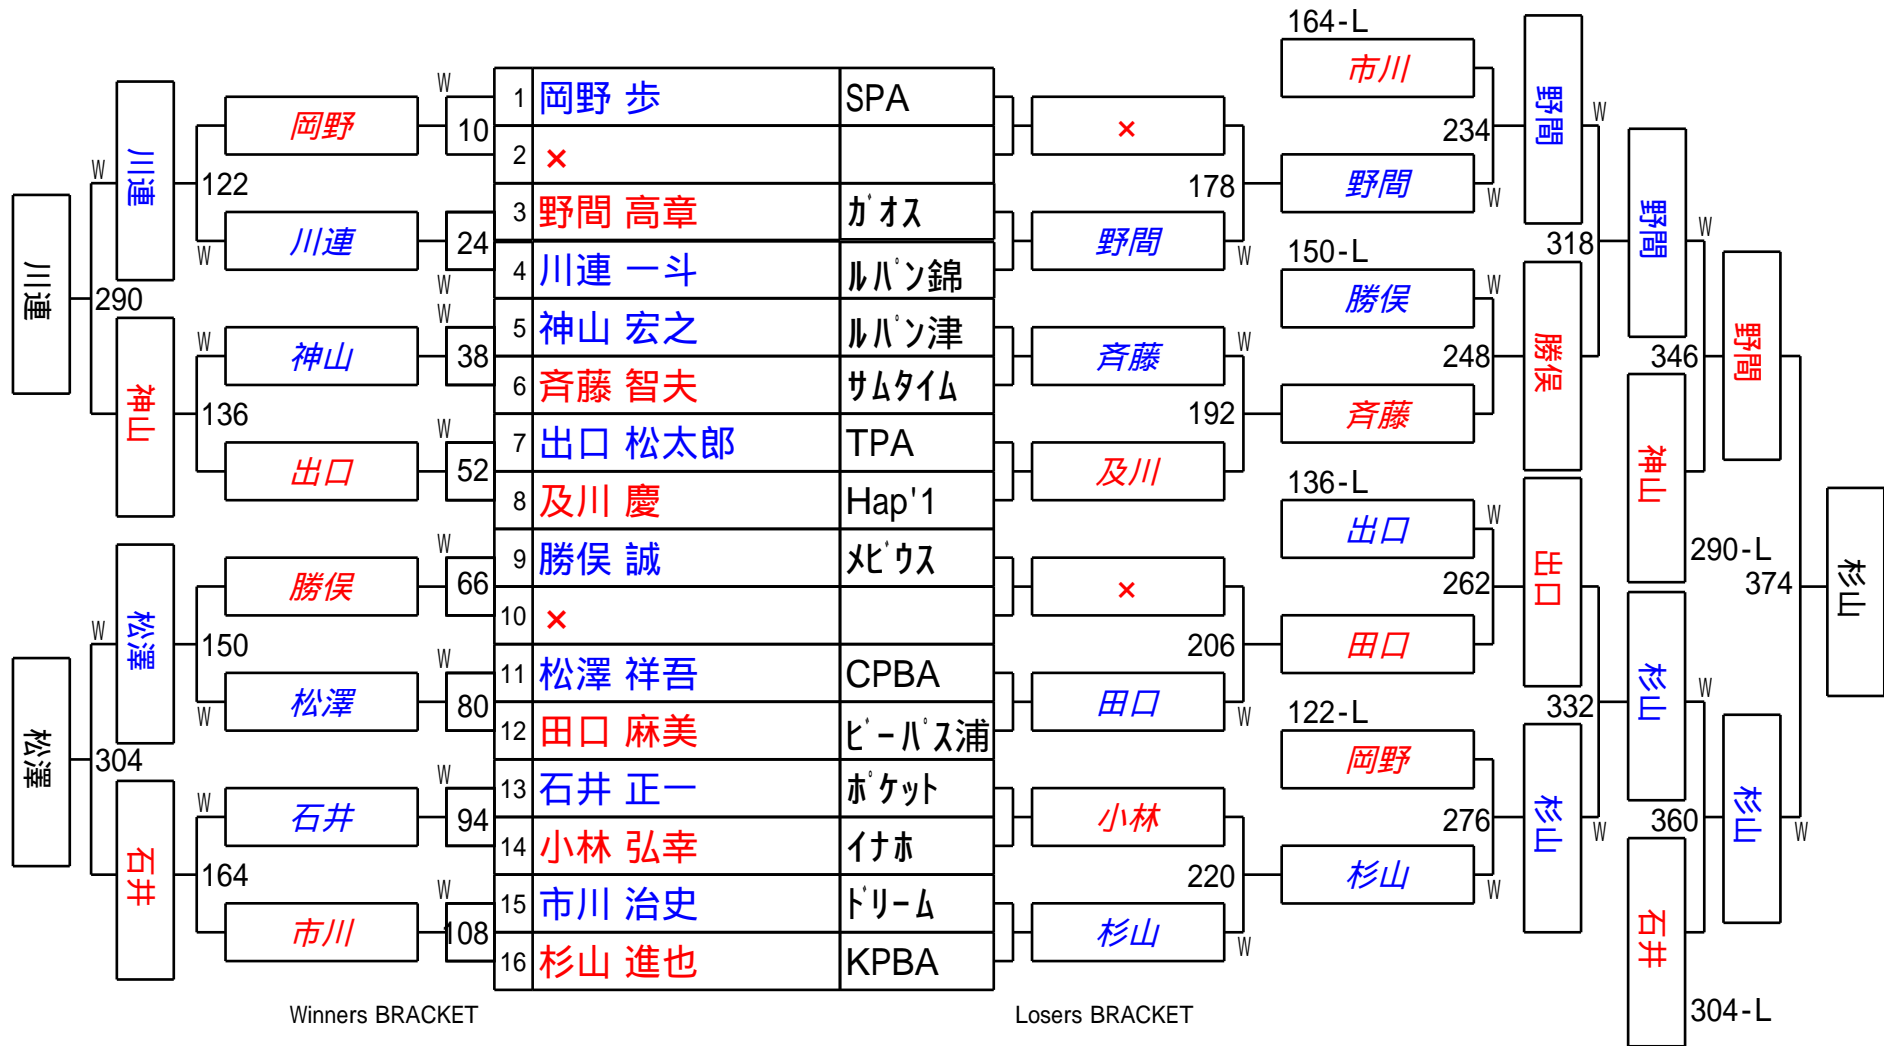 164-L
岡野
W
10
1 岡野 歩 SPA
2 ×
×
市川
野間
W
234
川連
122
W
川連
W
24
3 野間 高章 ガオス
4 川連 一斗 ルパン錦
W
野間
178
W
野間
W
318
野間
W
川連
W
290
神山
136
W
神山
W
38
5 神山 宏之 ルパン津
6 斉藤 智夫 サムタイム
斉藤
W
192
150-L
勝俣
W
248
斉藤
勝俣
346
野間
出口
W
52
7 出口 松太郎 TPA
8 及川 慶 Hap'1
及川
136-L
出口
W
神山
290-L
374
杉山
勝俣
W
66
9 勝俣 誠 メビウス
10 ×
×
262
出口
松澤
W
304
松澤
150
W
松澤
W
80
11 松澤 祥吾 CPBA
12 田口 麻美 ビーパス浦
206
田口
W
田口
122-L
岡野
332
杉山
W
石井
164
W
石井
W
94
13 石井 正一 ポケット
14 小林 弘幸 イナホ
小林
276
杉山
W
360
杉山
W
市川
W
108
15 市川 治史 ドリーム
16 杉山 進也 KPBA
220
杉山
W
杉山
W
石井
304-L
Winners BRACKET
Losers BRACKET